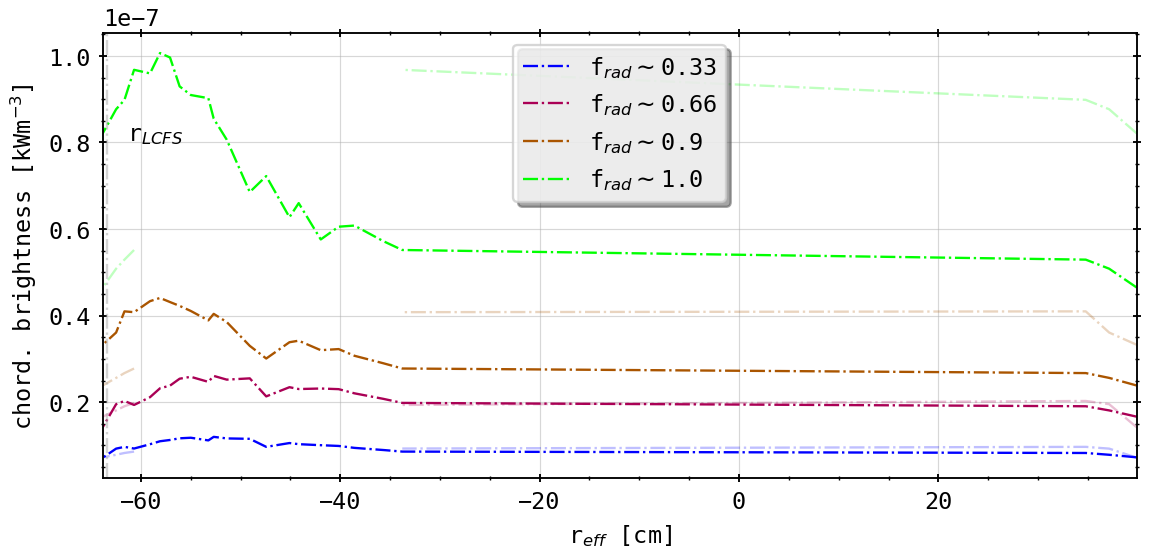 1e−7
1.0
0.8
0.6
0.4
0.2
chord. brightness [kWm⁻³]
r_LCFS
f_rad ~ 0.33
f_rad ~ 0.66
f_rad ~ 0.9
f_rad ~ 1.0
−60
−40
−20
0
20
r_eff [cm]